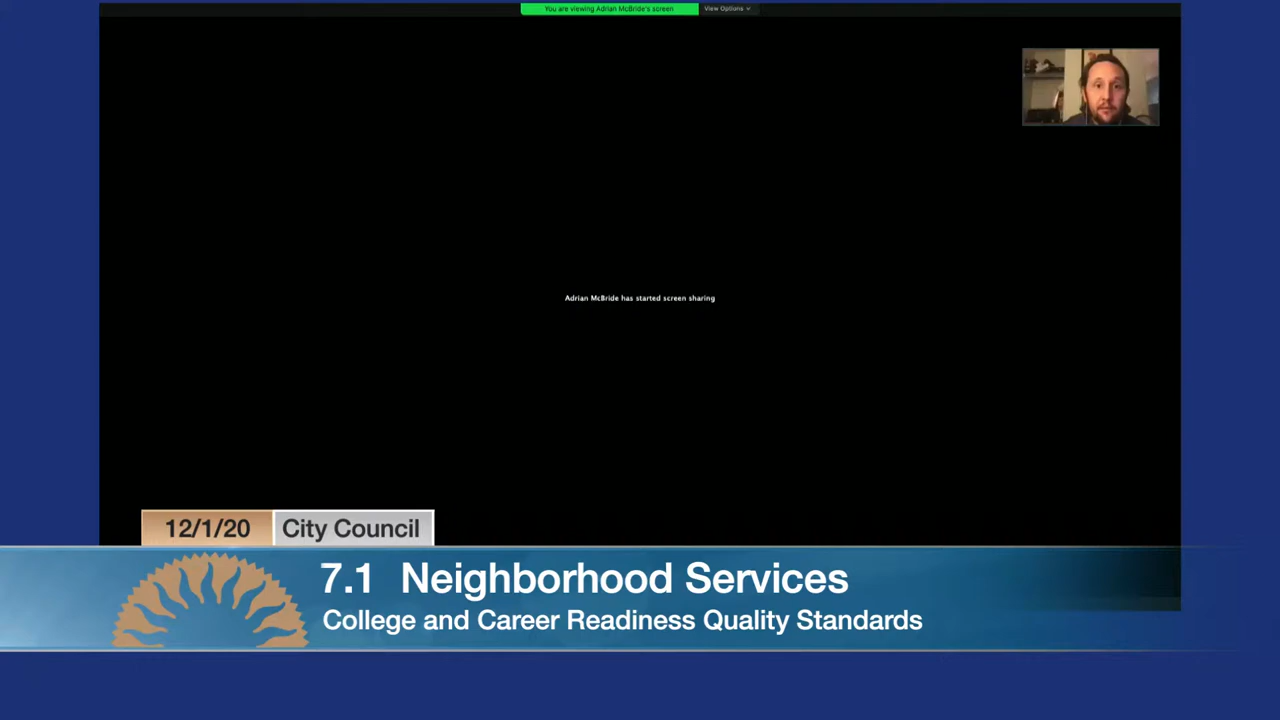 You are viewing Adrian McBride's screen View Options
Adrian McBride has started screen sharing
12/1/20 City Council
7.1 Neighborhood Services
College and Career Readiness Quality Standards